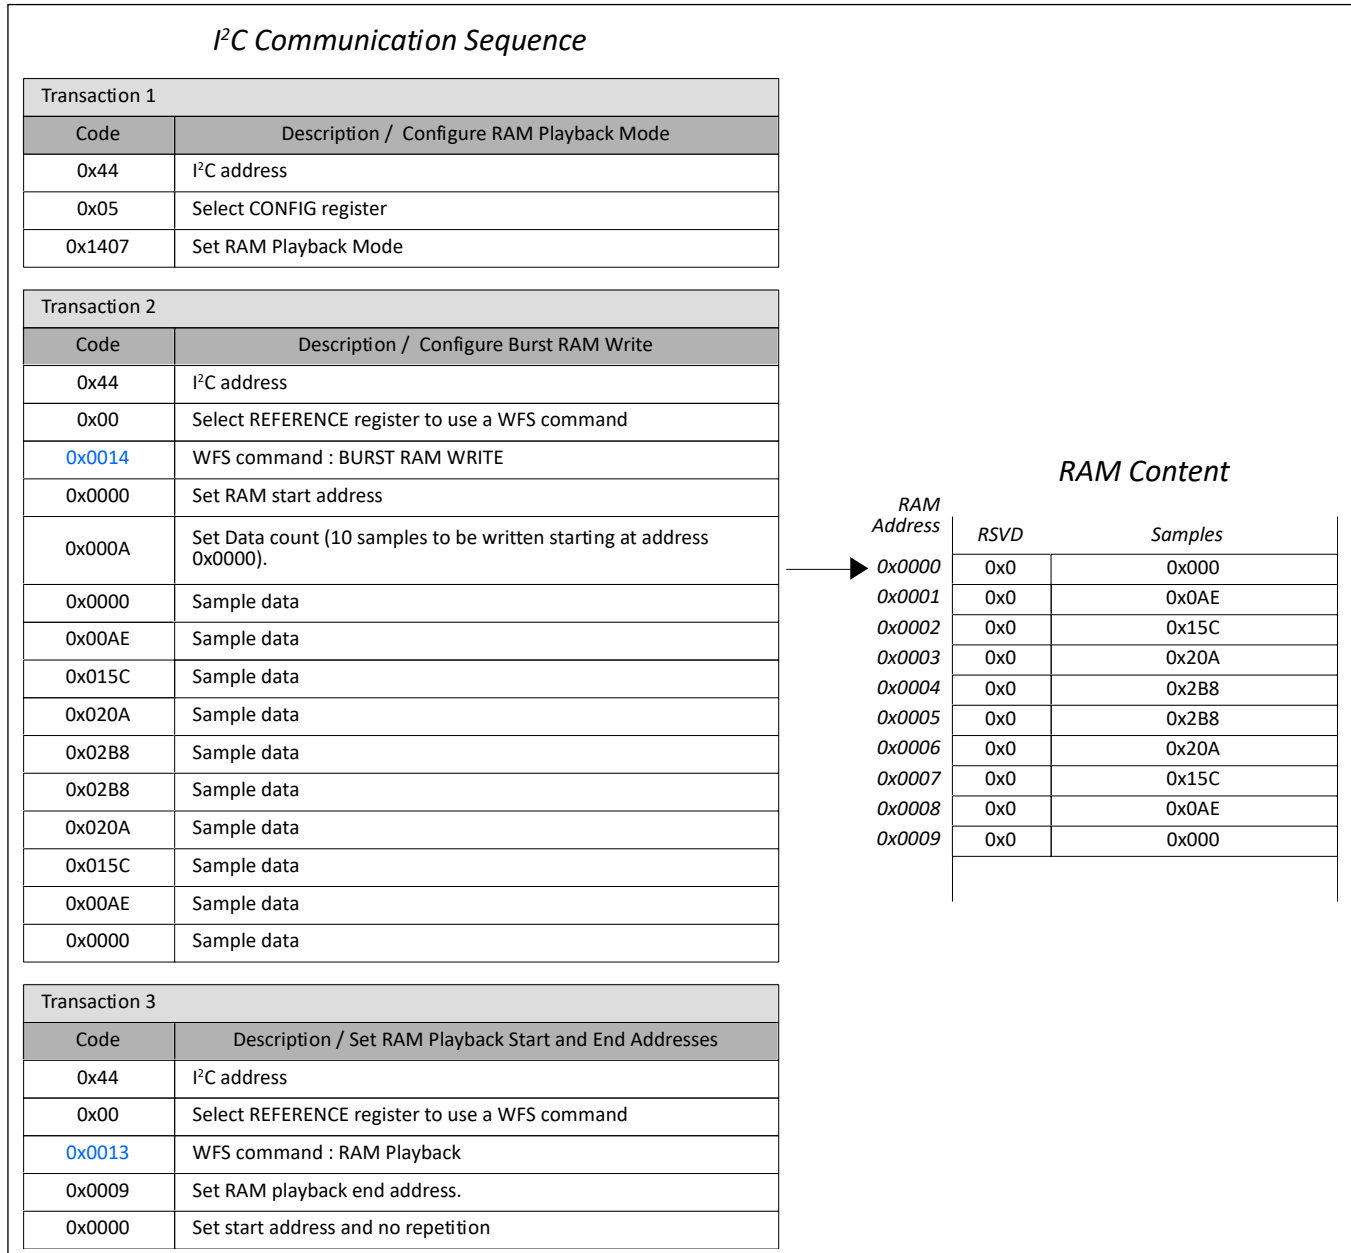 I²C Communication Sequence
Transaction 1
Code Description / Configure RAM Playback Mode
0x44 I²C address
0x05 Select CONFIG register
0x1407 Set RAM Playback Mode
Transaction 2
Code Description / Configure Burst RAM Write
0x44 I²C address
0x00 Select REFERENCE register to use a WFS command
0x0014 WFS command : BURST RAM WRITE
0x0000 Set RAM start address
0x000A Set Data count (10 samples to be written starting at address
0x0000).
0x0000 Sample data
0x00AE Sample data
0x015C Sample data
0x020A Sample data
0x02B8 Sample data
0x02B8 Sample data
0x020A Sample data
0x015C Sample data
0x00AE Sample data
0x0000 Sample data
Transaction 3
Code Description / Set RAM Playback Start and End Addresses
0x44 I²C address
0x00 Select REFERENCE register to use a WFS command
0x0013 WFS command : RAM Playback
0x0009 Set RAM playback end address.
0x0000 Set start address and no repetition
RAM Content
RAM
Address RSVD Samples
0x0000 0x0 0x000
0x0001 0x0 0x0AE
0x0002 0x0 0x15C
0x0003 0x0 0x20A
0x0004 0x0 0x2B8
0x0005 0x0 0x2B8
0x0006 0x0 0x20A
0x0007 0x0 0x15C
0x0008 0x0 0x0AE
0x0009 0x0 0x000